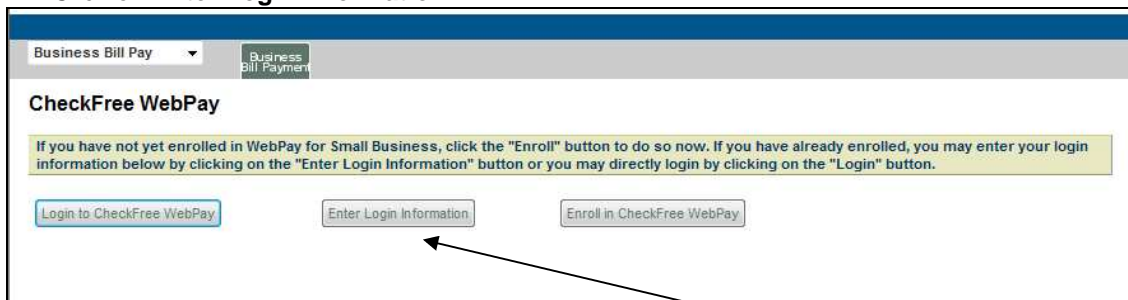 Business Bill Pay
Business
Bill Payment
CheckFree WebPay
If you have not yet enrolled in WebPay for Small Business, click the "Enroll" button to do so now. If you have already enrolled, you may enter your login
information below by clicking on the "Enter Login Information" button or you may directly login by clicking on the "Login" button.
Login to CheckFree WebPay
Enter Login Information
Enroll in CheckFree WebPay